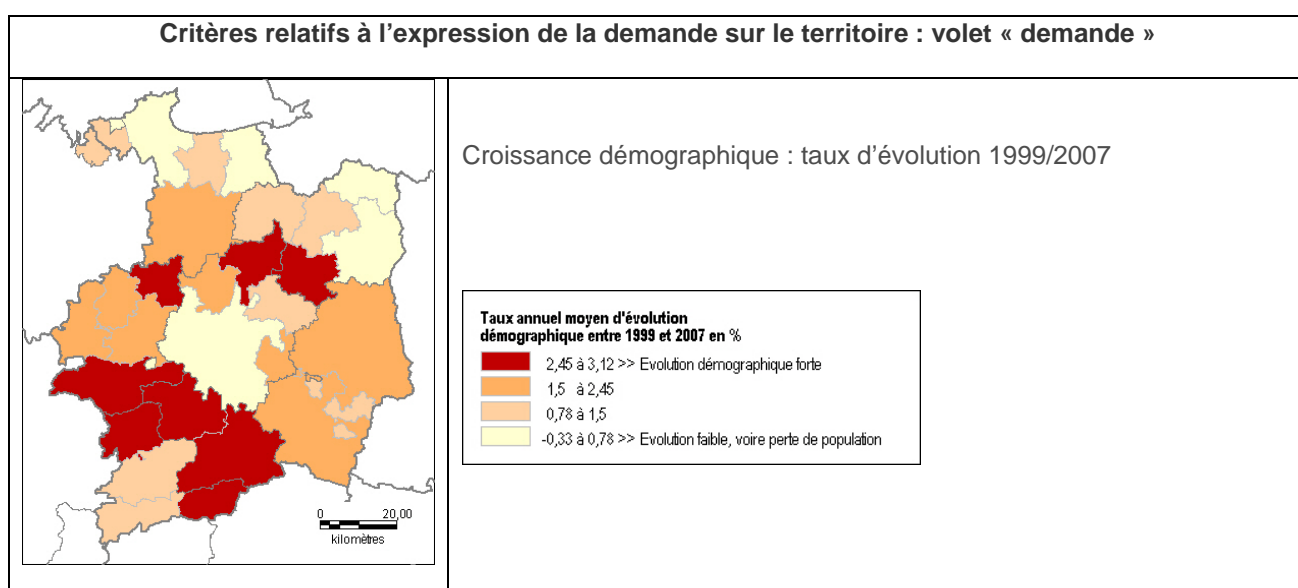 Critères relatifs à l'expression de la demande sur le territoire : volet « demande »
Croissance démographique : taux d'évolution 1999/2007
Taux annuel moyen d'évolution
démographique entre 1999 et 2007 en %
2,45 à 3,12 >> Evolution démographique forte
1,5 à 2,45
0,78 à 1,5
-0,33 à 0,78 >> Evolution faible, voire perte de population
0 20,00
kilomètres